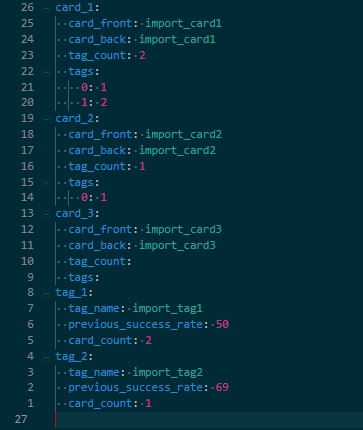 26 card_1:
25 card_front: import_card1
24 card_back: import_card1
23 tag_count: 2
22 tags:
21 0: 1
20 1: 2
19 card_2:
18 card_front: import_card2
17 card_back: import_card2
16 tag_count: 1
15 tags:
14 0: 1
13 card_3:
12 card_front: import_card3
11 card_back: import_card3
10 tag_count:
9 tags:
8 tag_1:
7 tag_name: import_tag1
6 previous_success_rate: 50
5 card_count: 2
4 tag_2:
3 tag_name: import_tag2
2 previous_success_rate: 69
1 card_count: 1
27